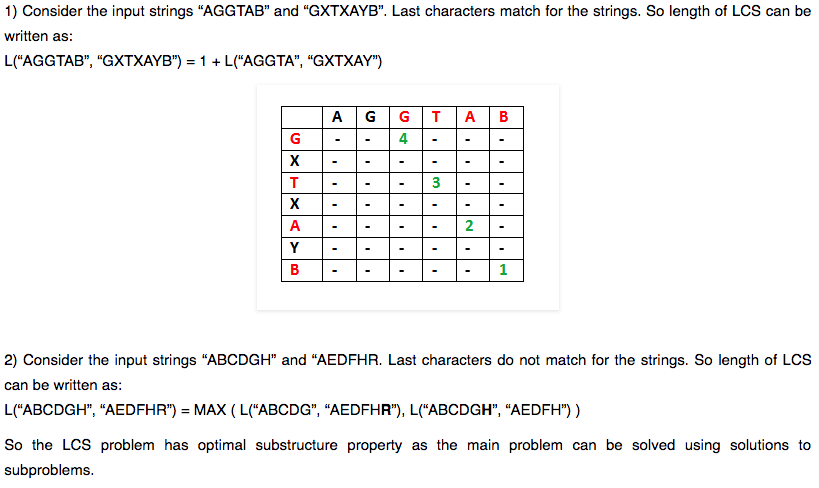 1) Consider the input strings “AGGTAB” and “GXTXAYB”. Last characters match for the strings. So length of LCS can be
written as:
L(“AGGTAB”, “GXTXAYB”) = 1 + L(“AGGTA”, “GXTXAY”)
A G G T A B
G - - 4 - - -
X - - - - - -
T - - - 3 - -
X - - - - - -
A - - - - 2 -
Y - - - - - -
B - - - - - 1
2) Consider the input strings “ABCDGH” and “AEDFHR. Last characters do not match for the strings. So length of LCS
can be written as:
L(“ABCDGH”, “AEDFHR”) = MAX ( L(“ABCDG”, “AEDFHR”), L(“ABCDGH”, “AEDFH”) )
So the LCS problem has optimal substructure property as the main problem can be solved using solutions to
subproblems.